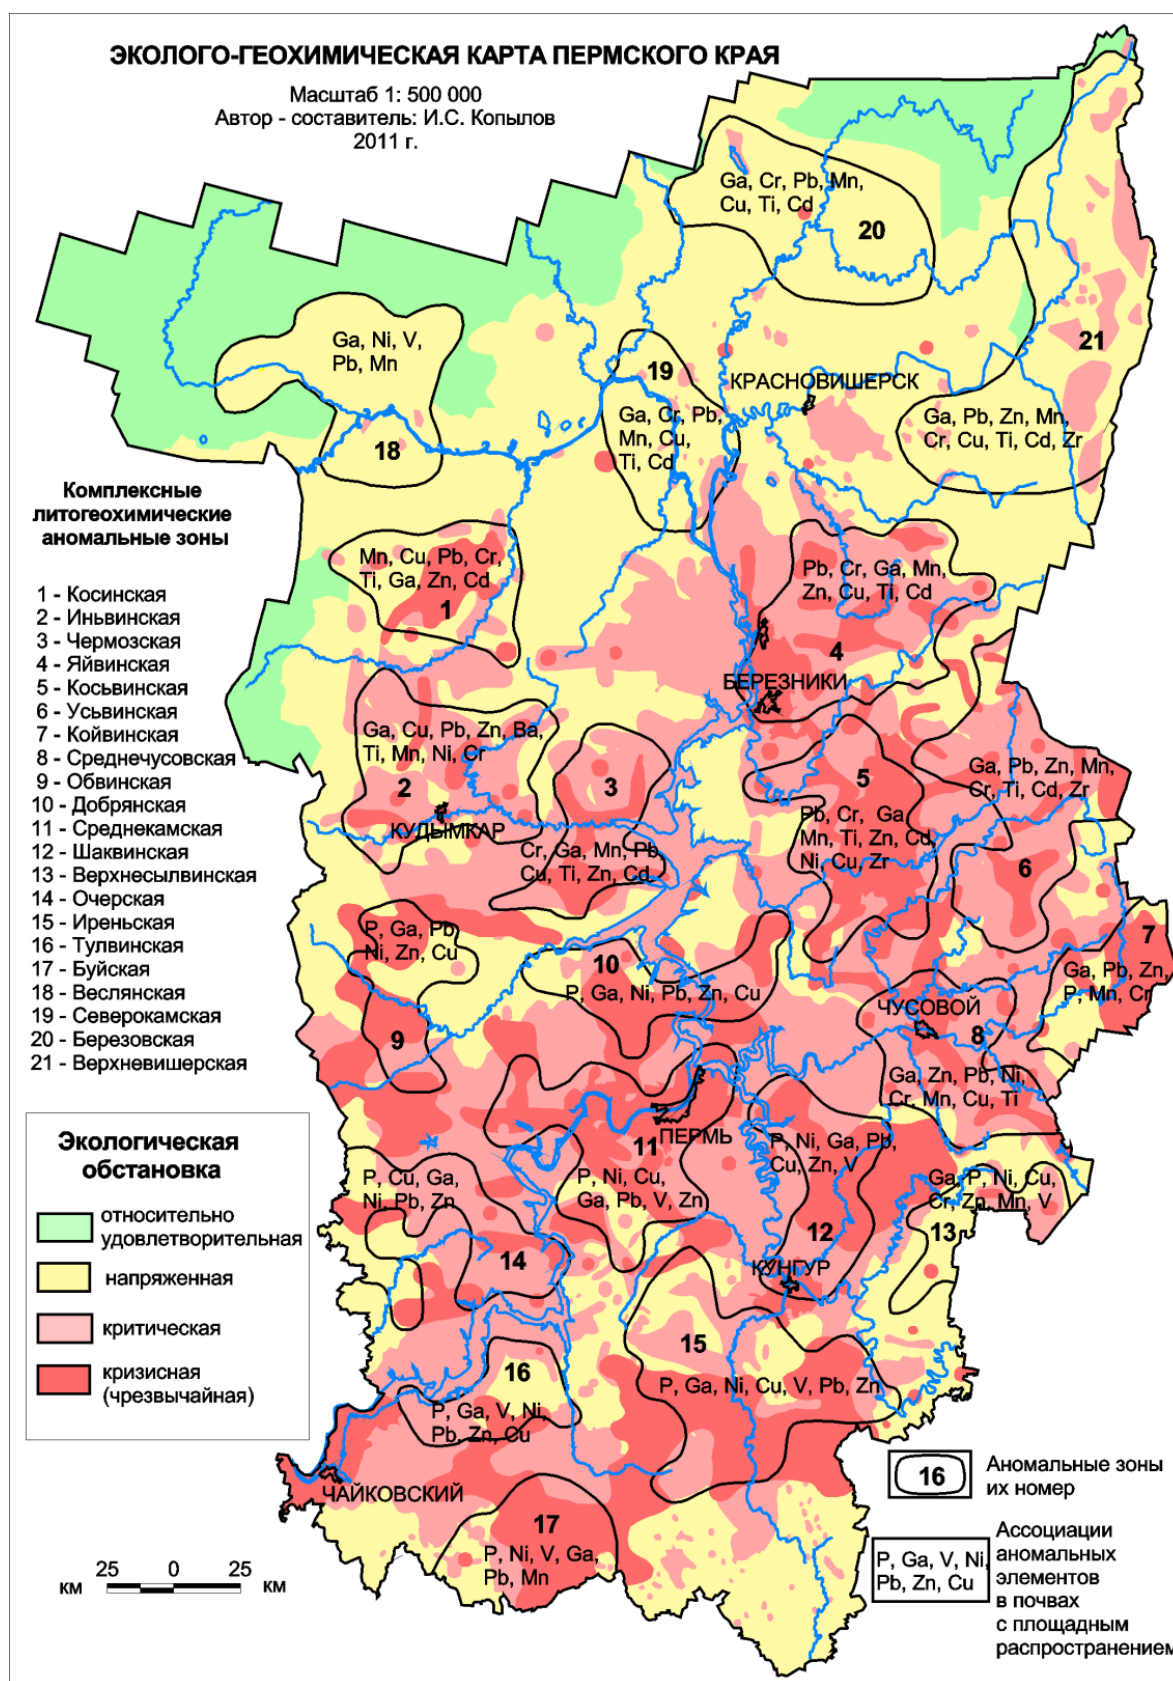 ЭКОЛОГО-ГЕОХИМИЧЕСКАЯ КАРТА ПЕРМСКОГО КРАЯ
Масштаб 1: 500 000
Автор - составитель: И.С. Копылов
2011 г.
Ga, Cr, Pb, Mn,
Cu, Ti, Cd
20
Ga, Ni, V,
Pb, Mn
18
19
Ga, Cr, Pb,
Mn, Cu,
Ti, Cd
КРАСНОВИШЕРСК
21
Ga, Pb, Zn, Mn,
Cr, Cu, Ti, Cd, Zr
Комплексные
литогеохимические
аномальные зоны
1 - Косинская
2 - Иньвинская
3 - Чермозская
4 - Яйвинская
5 - Косьвинская
6 - Усьвинская
7 - Койвинская
8 - Среднечусовская
9 - Обвинская
10 - Добрянская
11 - Среднекамская
12 - Шаквинская
13 - Верхнесылвинская
14 - Очерская
15 - Иреньская
16 - Тулвинская
17 - Буйская
18 - Веслянская
19 - Северокамская
20 - Березовская
21 - Верхневишерская
Mn, Cu, Pb, Cr,
Ti, Ga, Zn, Cd
1
Pb, Cr, Ga, Mn,
Zn, Cu, Ti, Cd
4
БЕРЕЗНИКИ
Ga, Cu, Pb, Zn, Ba,
Ti, Mn, Ni, Cr
2
КУДЫМКАР
3
Cr, Ga, Mn, Pb,
Cu, Ti, Zn, Cd
5
Pb, Cr, Ga,
Mn, Ti, Zn, Cd,
Ni, Cu, Zr
Ga, Pb, Zn, Mn,
Cr, Ti, Cd, Zr
6
P, Ga, Pb,
Ni, Zn, Cu
9
10
P, Ga, Ni, Pb, Zn, Cu
7
Ga, Pb, Zn,
P, Mn, Cr
ЧУСОВОЙ
8
Ga, Zn, Pb, Ni,
Cr, Mn, Cu, Ti
ПЕРМЬ
11
P, Ni, Cu,
Ga, Pb, V, Zn
P, Ni, Ga, Pb,
Cu, Zn, V
12
КУНГУР
Ga, P, Ni, Cu,
Cr, Zn, Mn, V
13
P, Cu, Ga,
Ni, Pb, Zn
14
15
P, Ga, Ni, Cu, V, Pb, Zn
16
P, Ga, V, Ni,
Pb, Zn, Cu
ЧАЙКОВСКИЙ
17
P, Ni, V, Ga,
Pb, Mn
Экологическая
обстановка
относительно
удовлетворительная
напряженная
критическая
кризисная
(чрезвычайная)
25 0 25
км км
16
Аномальные зоны
их номер
P, Ga, V, Ni,
Pb, Zn, Cu
Ассоциации
аномальных
элементов
в почвах
с площадным
распространением